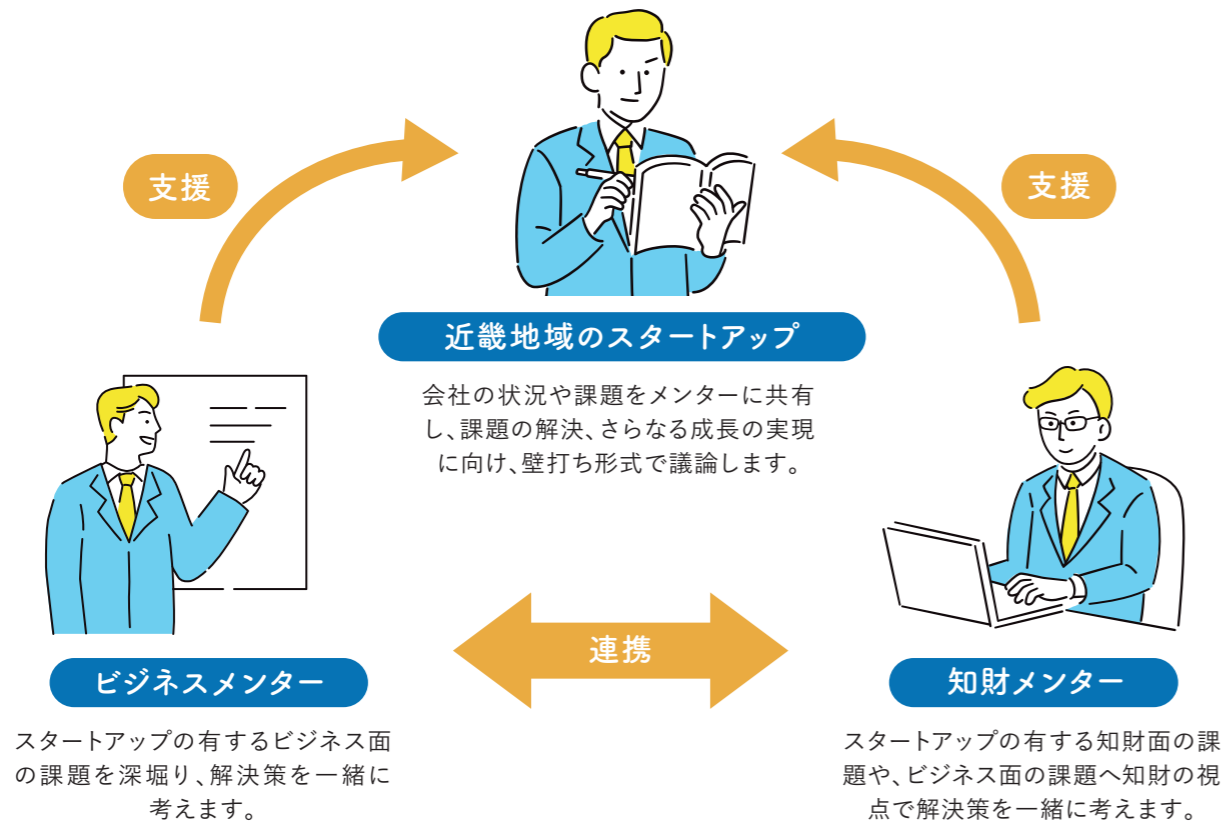 支援
支援
近畿地域のスタートアップ
会社の状況や課題をメンターに共有
し、課題の解決、さらなる成長の実現
に向け、壁打ち形式で議論します。
連携
ビジネスメンター
スタートアップの有するビジネス面
の課題を深堀り、解決策を一緒に
考えます。
知財メンター
スタートアップの有する知財面の課
題や、ビジネス面の課題へ知財の視
点で解決策を一緒に考えます。